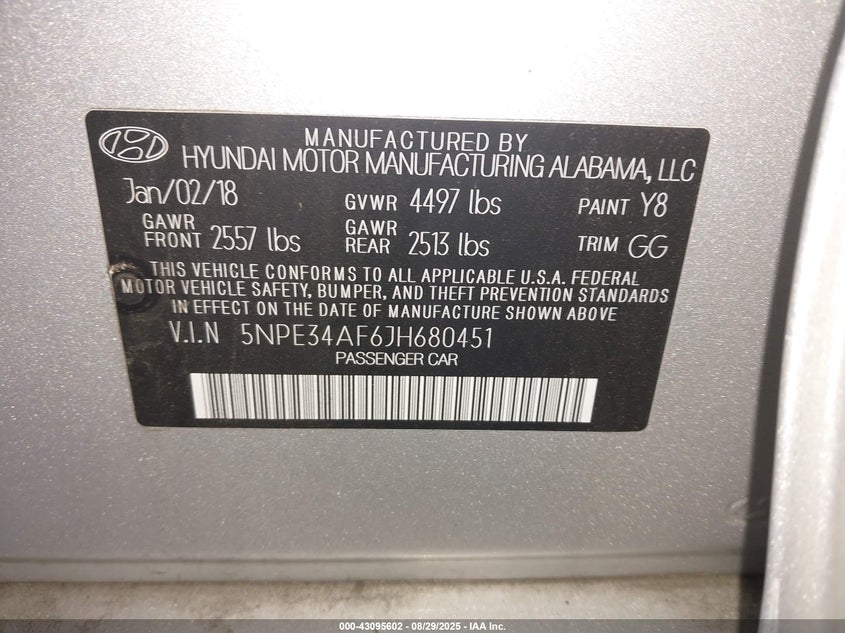 MANUFACTURED BY
HYUNDAI MOTOR MANUFACTURING ALABAMA, LLC
Jan/02/18 GVWR 4497 lbs PAINT Y8
GAWR FRONT 2557 lbs GAWR REAR 2513 lbs TRIM GG
THIS VEHICLE CONFORMS TO ALL APPLICABLE U.S.A. FEDERAL
MOTOR VEHICLE SAFETY, BUMPER, AND THEFT PREVENTION STANDARDS
IN EFFECT ON THE DATE OF MANUFACTURE SHOWN ABOVE
V.I.N 5NPE34AF6JH680451
PASSENGER CAR
000-43095602 - 08/29/2025 - IAA Inc.